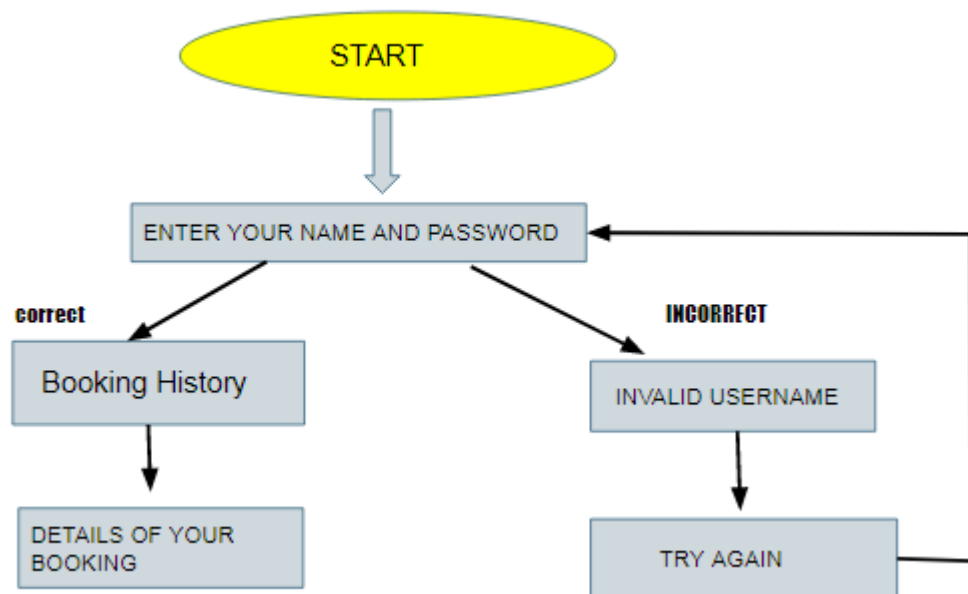 START
ENTER YOUR NAME AND PASSWORD
correct
INCORRECT
Booking History
INVALID USERNAME
DETAILS OF YOUR
BOOKING
TRY AGAIN